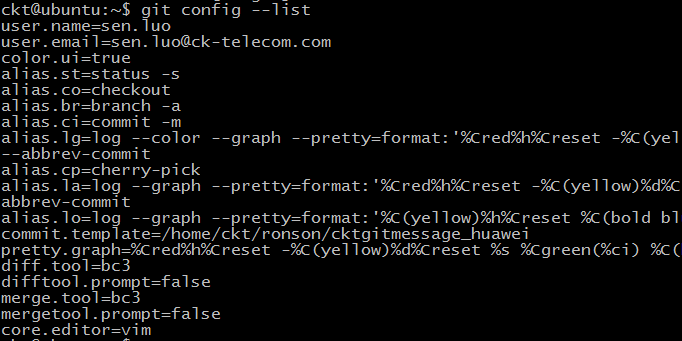 ckt@ubuntu:~$ git config --list
user.name=sen.luo
user.email=sen.luo@ck-telecom.com
color.ui=true
alias.st=status -s
alias.co=checkout
alias.br=branch -a
alias.ci=commit -m
alias.lg=log --color --graph --pretty=format:'%Cred%h%Creset -%C(yel
--abbrev-commit
alias.cp=cherry-pick
alias.la=log --graph --pretty=format:'%Cred%h%Creset -%C(yellow)%d%C
abbrev-commit
alias.lo=log --graph --pretty=format:'%C(yellow)%h%Creset %C(bold bl
commit.template=/home/ckt/ronson/cktgitmessage_huawei
pretty.graph=%Cred%h%Creset -%C(yellow)%d%Creset %s %Cgreen(%ci) %C(
diff.tool=bc3
difftool.prompt=false
merge.tool=bc3
mergetool.prompt=false
core.editor=vim